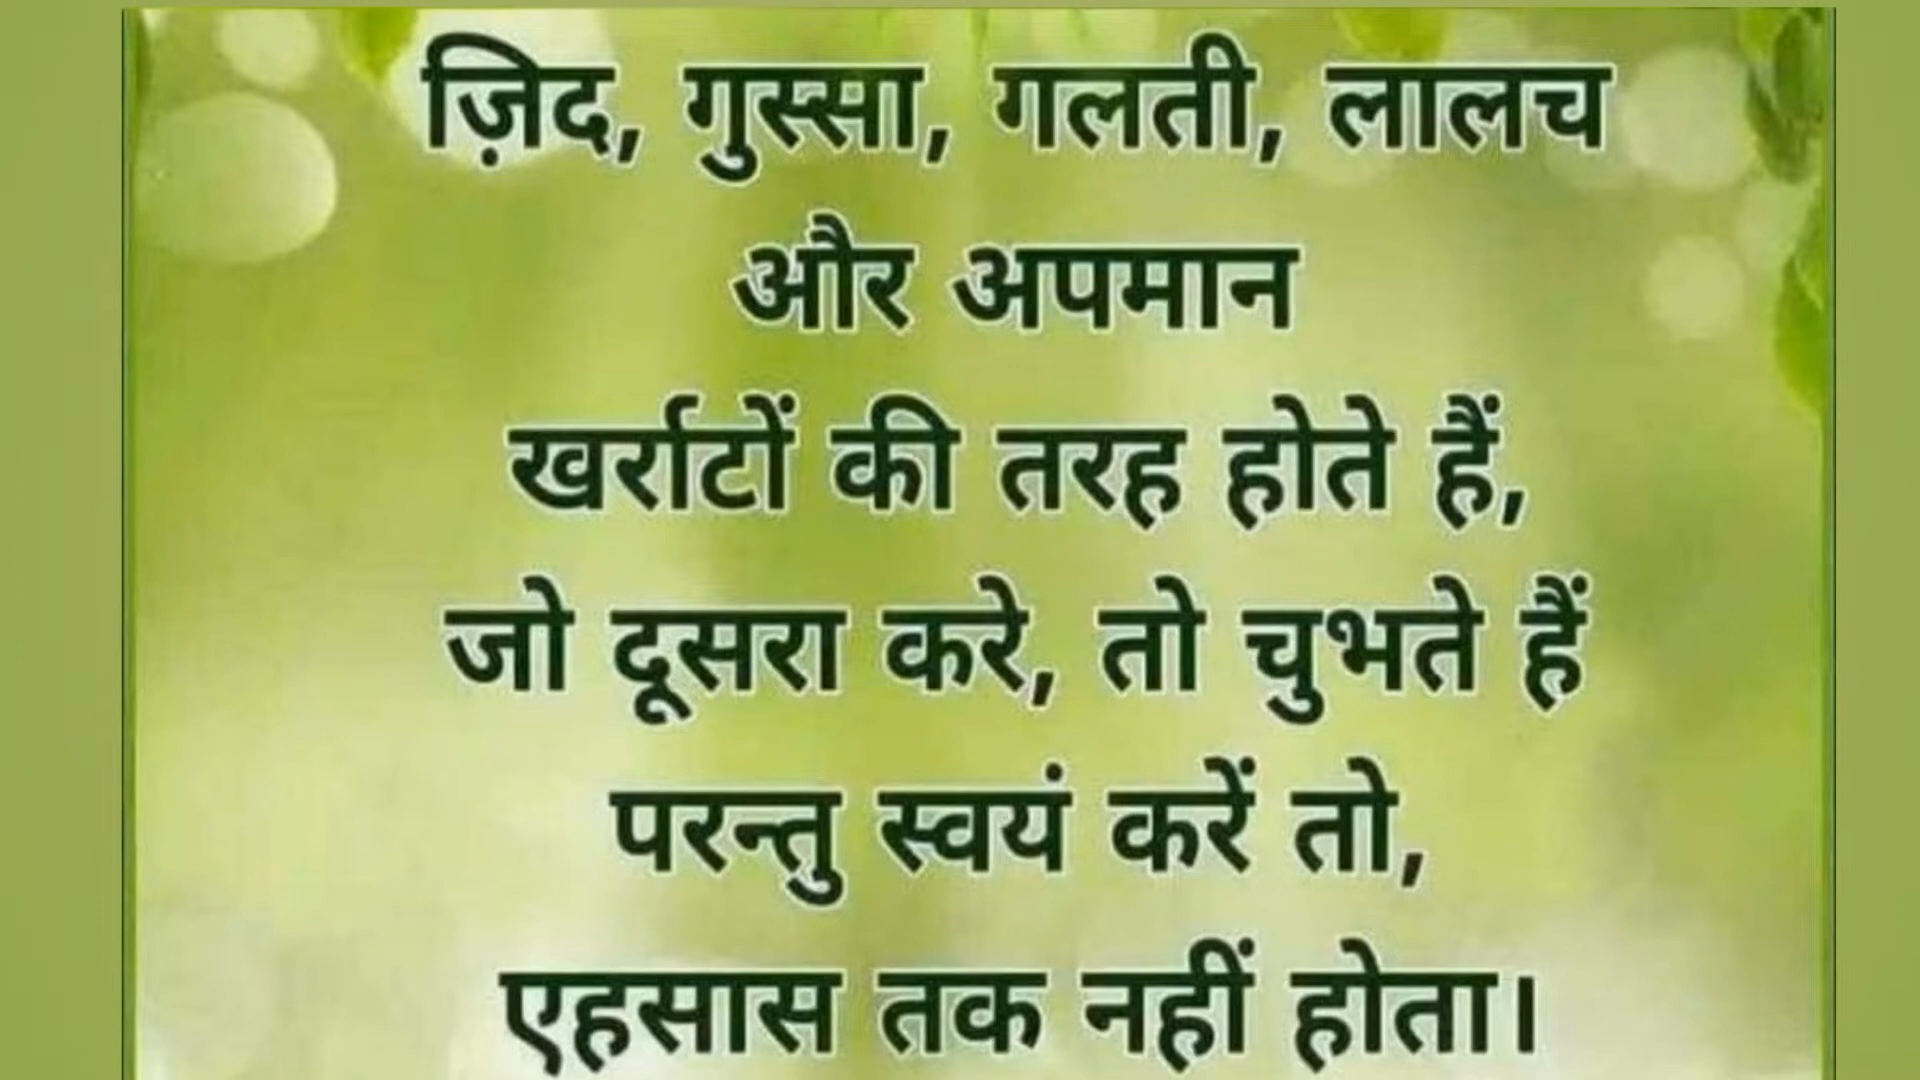 ज़िद, गुस्सा, गलती, लालच
और अपमान
खर्राटों की तरह होते हैं,
जो दूसरा करे, तो चुभते हैं
परन्तु स्वयं करें तो,
एहसास तक नहीं होता।